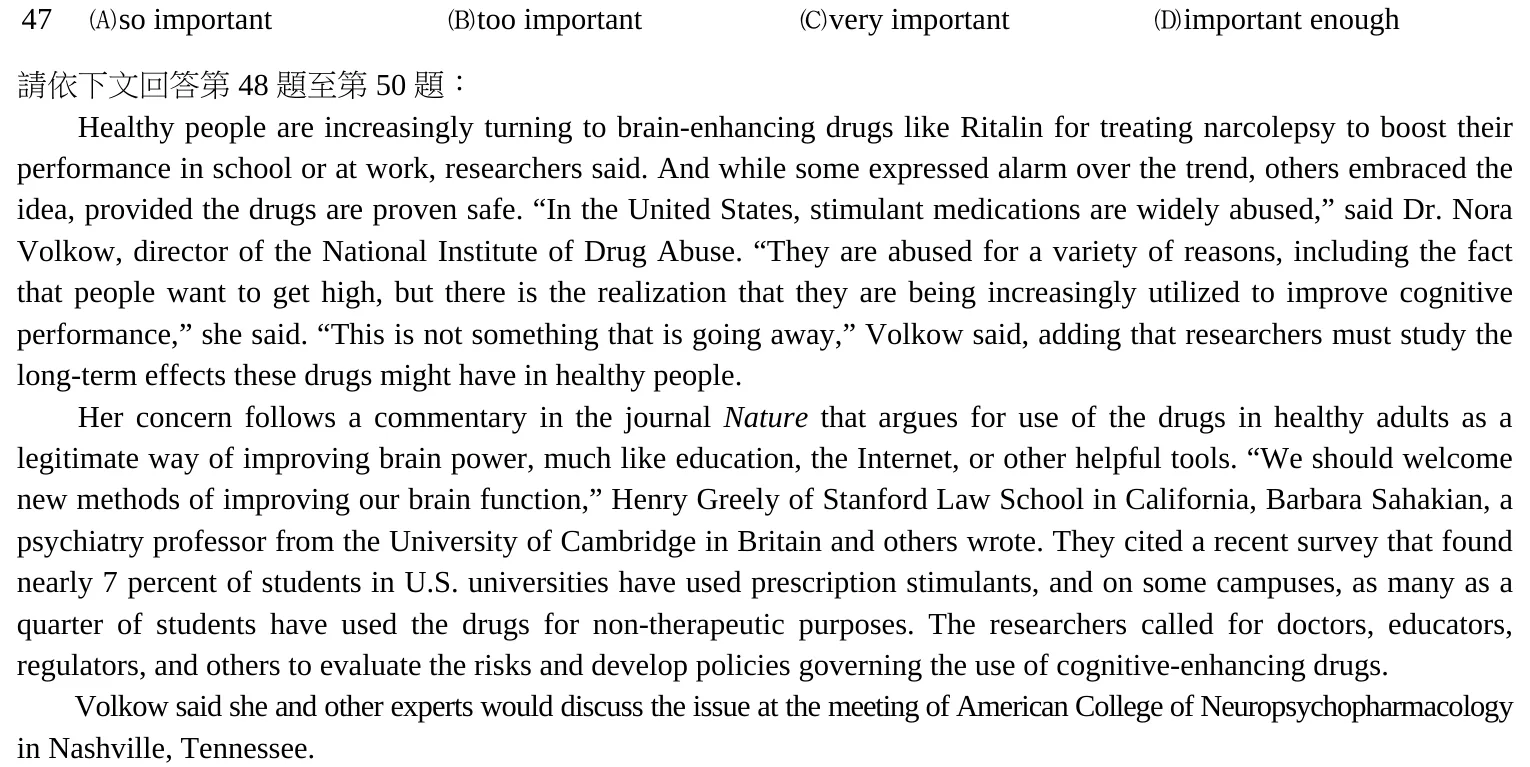 47 (A)so important (B)too important (C)very important (D)important enough
請依下文回答第 48 題至第 50 題：
Healthy people are increasingly turning to brain-enhancing drugs like Ritalin for treating narcolepsy to boost their
performance in school or at work, researchers said. And while some expressed alarm over the trend, others embraced the
idea, provided the drugs are proven safe. “In the United States, stimulant medications are widely abused,” said Dr. Nora
Volkow, director of the National Institute of Drug Abuse. “They are abused for a variety of reasons, including the fact
that people want to get high, but there is the realization that they are being increasingly utilized to improve cognitive
performance,” she said. “This is not something that is going away,” Volkow said, adding that researchers must study the
long-term effects these drugs might have in healthy people.
Her concern follows a commentary in the journal Nature that argues for use of the drugs in healthy adults as a
legitimate way of improving brain power, much like education, the Internet, or other helpful tools. “We should welcome
new methods of improving our brain function,” Henry Greely of Stanford Law School in California, Barbara Sahakian, a
psychiatry professor from the University of Cambridge in Britain and others wrote. They cited a recent survey that found
nearly 7 percent of students in U.S. universities have used prescription stimulants, and on some campuses, as many as a
quarter of students have used the drugs for non-therapeutic purposes. The researchers called for doctors, educators,
regulators, and others to evaluate the risks and develop policies governing the use of cognitive-enhancing drugs.
Volkow said she and other experts would discuss the issue at the meeting of American College of Neuropsychopharmacology
in Nashville, Tennessee.